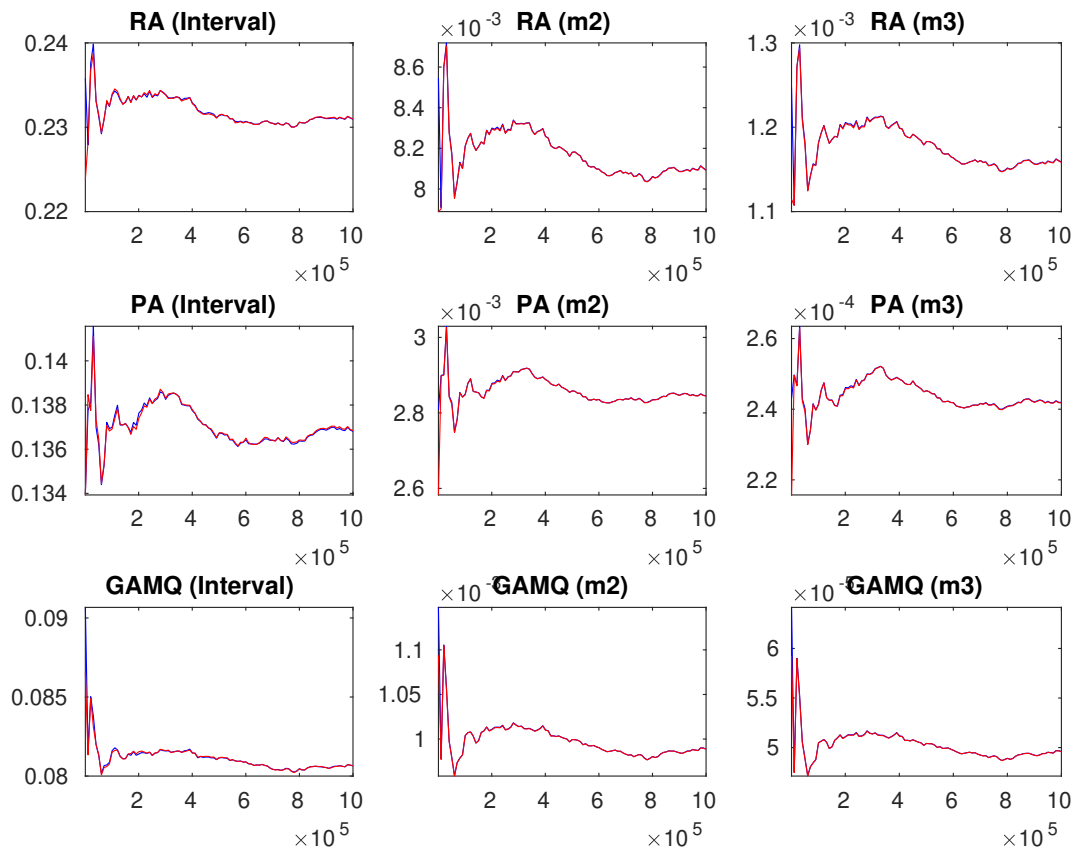 RA (Interval)
0.24
0.23
0.22
2 4 6 8 10
×10 5
×10 -3
RA (m2)
8.6
8.4
8.2
8
2 4 6 8 10
×10 5
×10 -3
RA (m3)
1.3
1.2
1.1
2 4 6 8 10
×10 5
PA (Interval)
0.14
0.138
0.136
0.134
2 4 6 8 10
×10 5
×10 -3
PA (m2)
3
2.8
2.6
2 4 6 8 10
×10 5
×10 -4
PA (m3)
2.6
2.4
2.2
2 4 6 8 10
×10 5
GAMQ (Interval)
0.09
0.085
0.08
2 4 6 8 10
×10 5
×10 -3
GAMQ (m2)
1.1
1.05
1
2 4 6 8 10
×10 5
×10 -5
GAMQ (m3)
6
5
2 4 6 8 10
×10 5